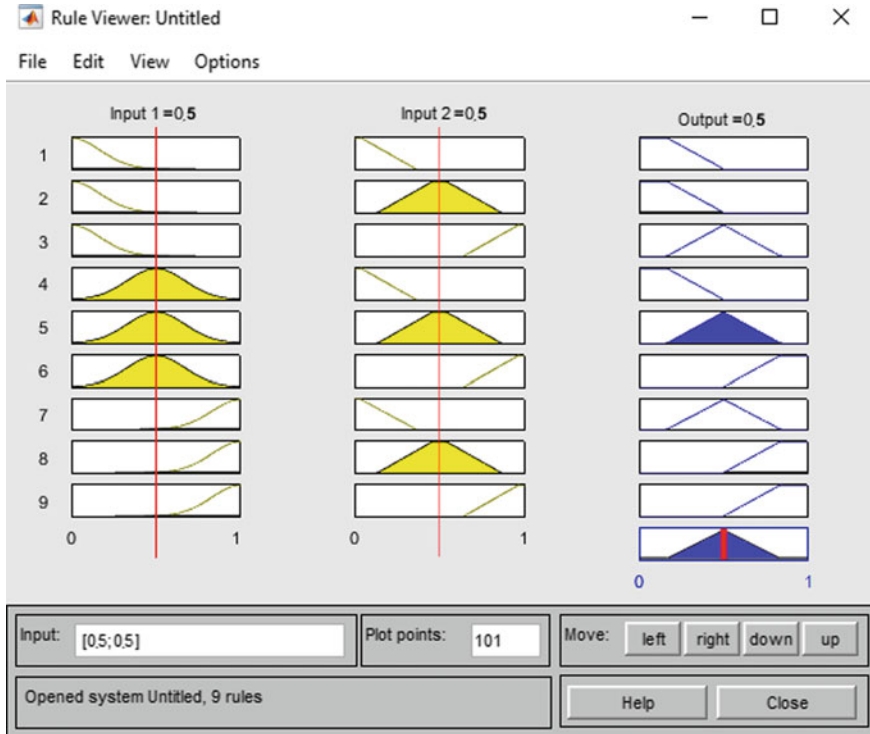 Rule Viewer: Untitled
File Edit View Options
Input 1 =0,5 Input 2 =0,5 Output =0,5
1
2
3
4
5
6
7
8
9
0 1 0 1
0 1
Input: [0,5; 0,5] Plot points: 101 Move: left right down up
Opened system Untitled, 9 rules Help Close